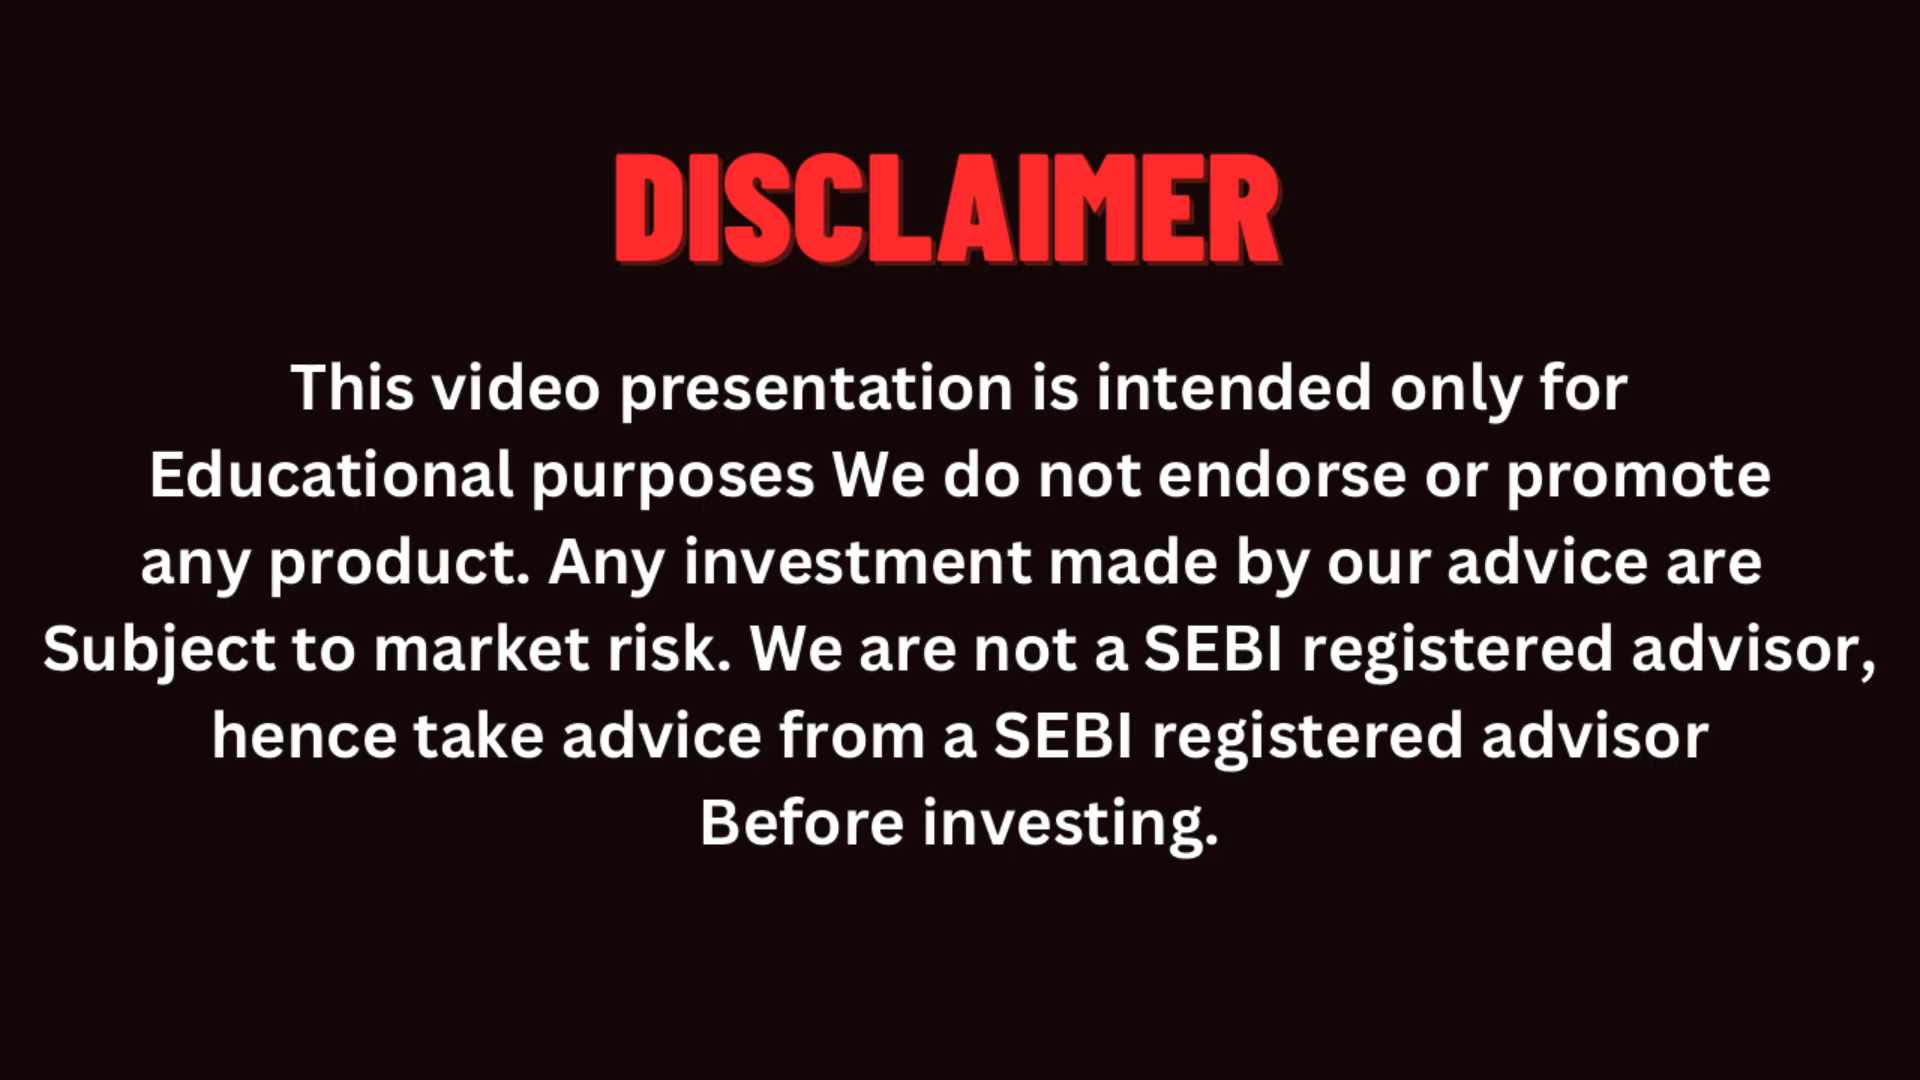 DISCLAIMER
This video presentation is intended only for
Educational purposes We do not endorse or promote
any product. Any investment made by our advice are
Subject to market risk. We are not a SEBI registered advisor,
hence take advice from a SEBI registered advisor
Before investing.